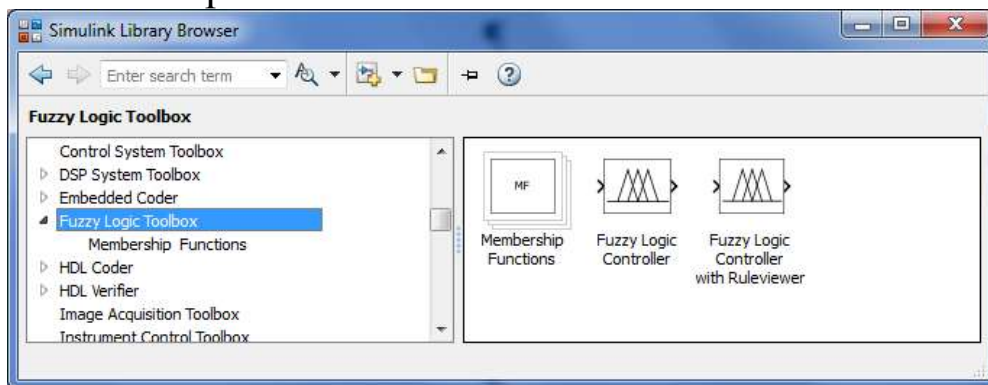 Simulink Library Browser
Enter search term
Fuzzy Logic Toolbox
Control System Toolbox
DSP System Toolbox
Embedded Coder
Fuzzy Logic Toolbox
Membership Functions
HDL Coder
HDL Verifier
Image Acquisition Toolbox
Instrument Control Toolbox
MF
Membership
Functions
Fuzzy Logic
Controller
Fuzzy Logic
Controller
with Ruleviewer